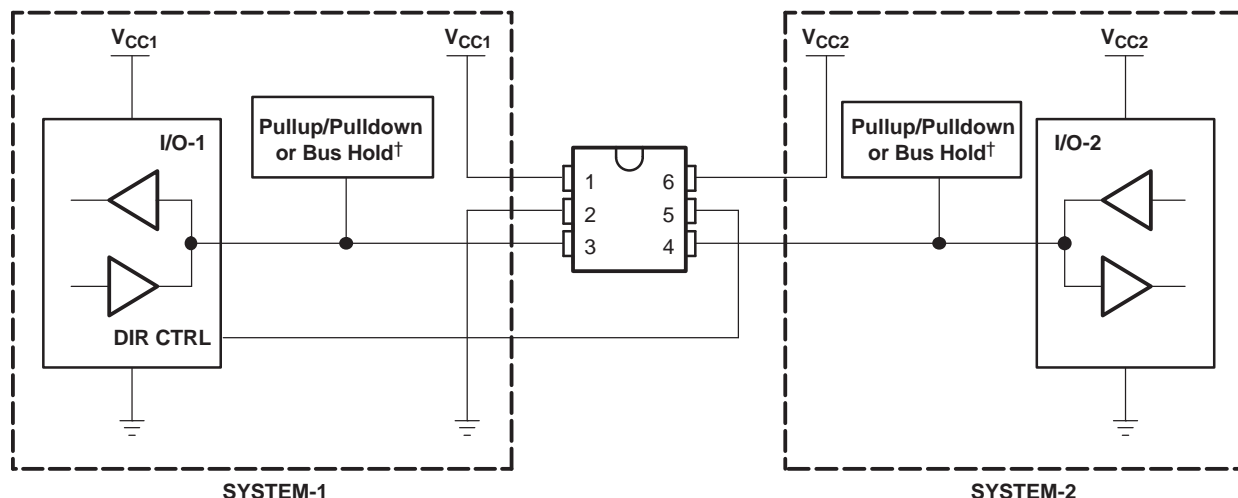 VCC1
VCC1
VCC2
VCC2
Pullup/Pulldown
or Bus Hold†
Pullup/Pulldown
or Bus Hold†
I/O-1
I/O-2
1
6
2
5
3
4
DIR CTRL
SYSTEM-1
SYSTEM-2